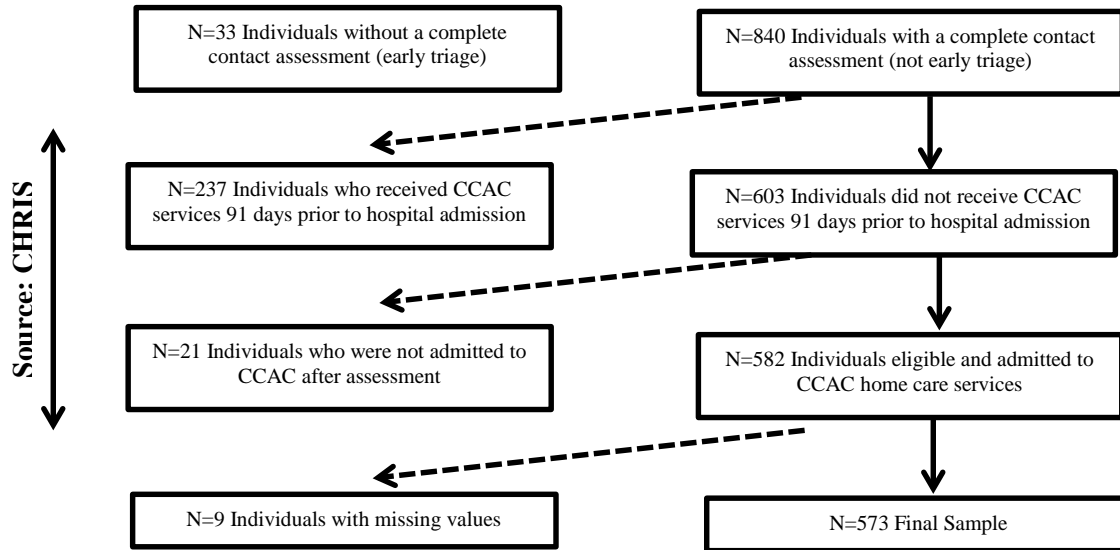 N=33 Individuals without a complete
contact assessment (early triage)
N=840 Individuals with a complete contact
assessment (not early triage)
Source: CHRIS
N=237 Individuals who received CCAC
services 91 days prior to hospital admission
N=603 Individuals did not receive CCAC
services 91 days prior to hospital admission
N=21 Individuals who were not admitted to
CCAC after assessment
N=582 Individuals eligible and admitted to
CCAC home care services
N=9 Individuals with missing values
N=573 Final Sample